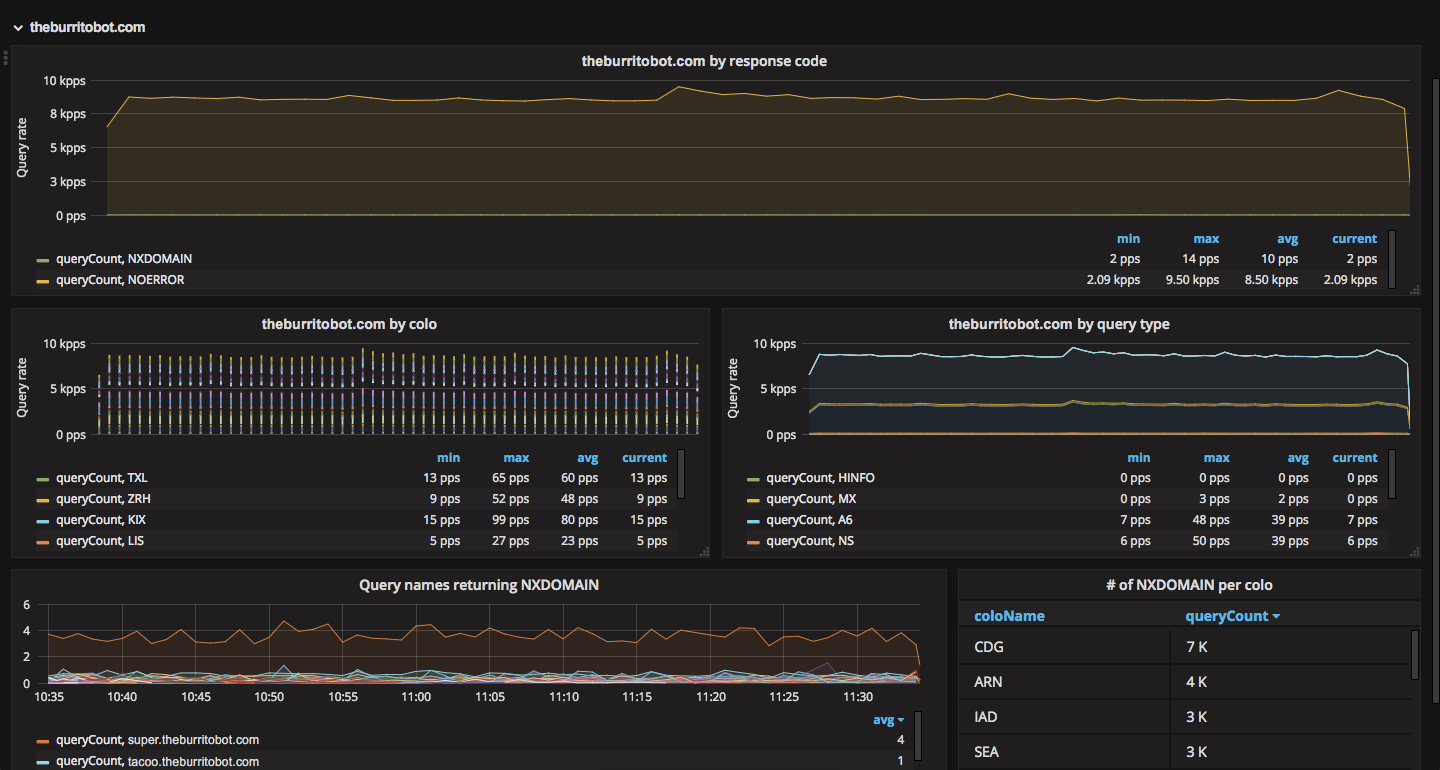 theburritobot.com
theburritobot.com by response code
Query rate
10 kpps
8 kpps
5 kpps
3 kpps
0 pps
min max avg current
queryCount, NXDOMAIN 2 pps 14 pps 10 pps 2 pps
queryCount, NOERROR 2.09 kpps 9.50 kpps 8.50 kpps 2.09 kpps
theburritobot.com by colo
Query rate
10 kpps
5 kpps
0 pps
min max avg current
queryCount, TXL 13 pps 65 pps 60 pps 13 pps
queryCount, ZRH 9 pps 52 pps 48 pps 9 pps
queryCount, KIX 15 pps 99 pps 80 pps 15 pps
queryCount, LIS 5 pps 27 pps 23 pps 5 pps
theburritobot.com by query type
Query rate
10 kpps
5 kpps
0 pps
min max avg current
queryCount, HINFO 0 pps 0 pps 0 pps 0 pps
queryCount, MX 0 pps 3 pps 2 pps 0 pps
queryCount, A6 7 pps 48 pps 39 pps 7 pps
queryCount, NS 6 pps 50 pps 39 pps 6 pps
Query names returning NXDOMAIN
6
4
2
0
10:35 10:40 10:45 10:50 10:55 11:00 11:05 11:10 11:15 11:20 11:25 11:30
avg
queryCount, super.theburritobot.com 4
queryCount, tacoo.theburritobot.com 1
# of NXDOMAIN per colo
coloName queryCount
CDG 7 K
ARN 4 K
IAD 3 K
SEA 3 K